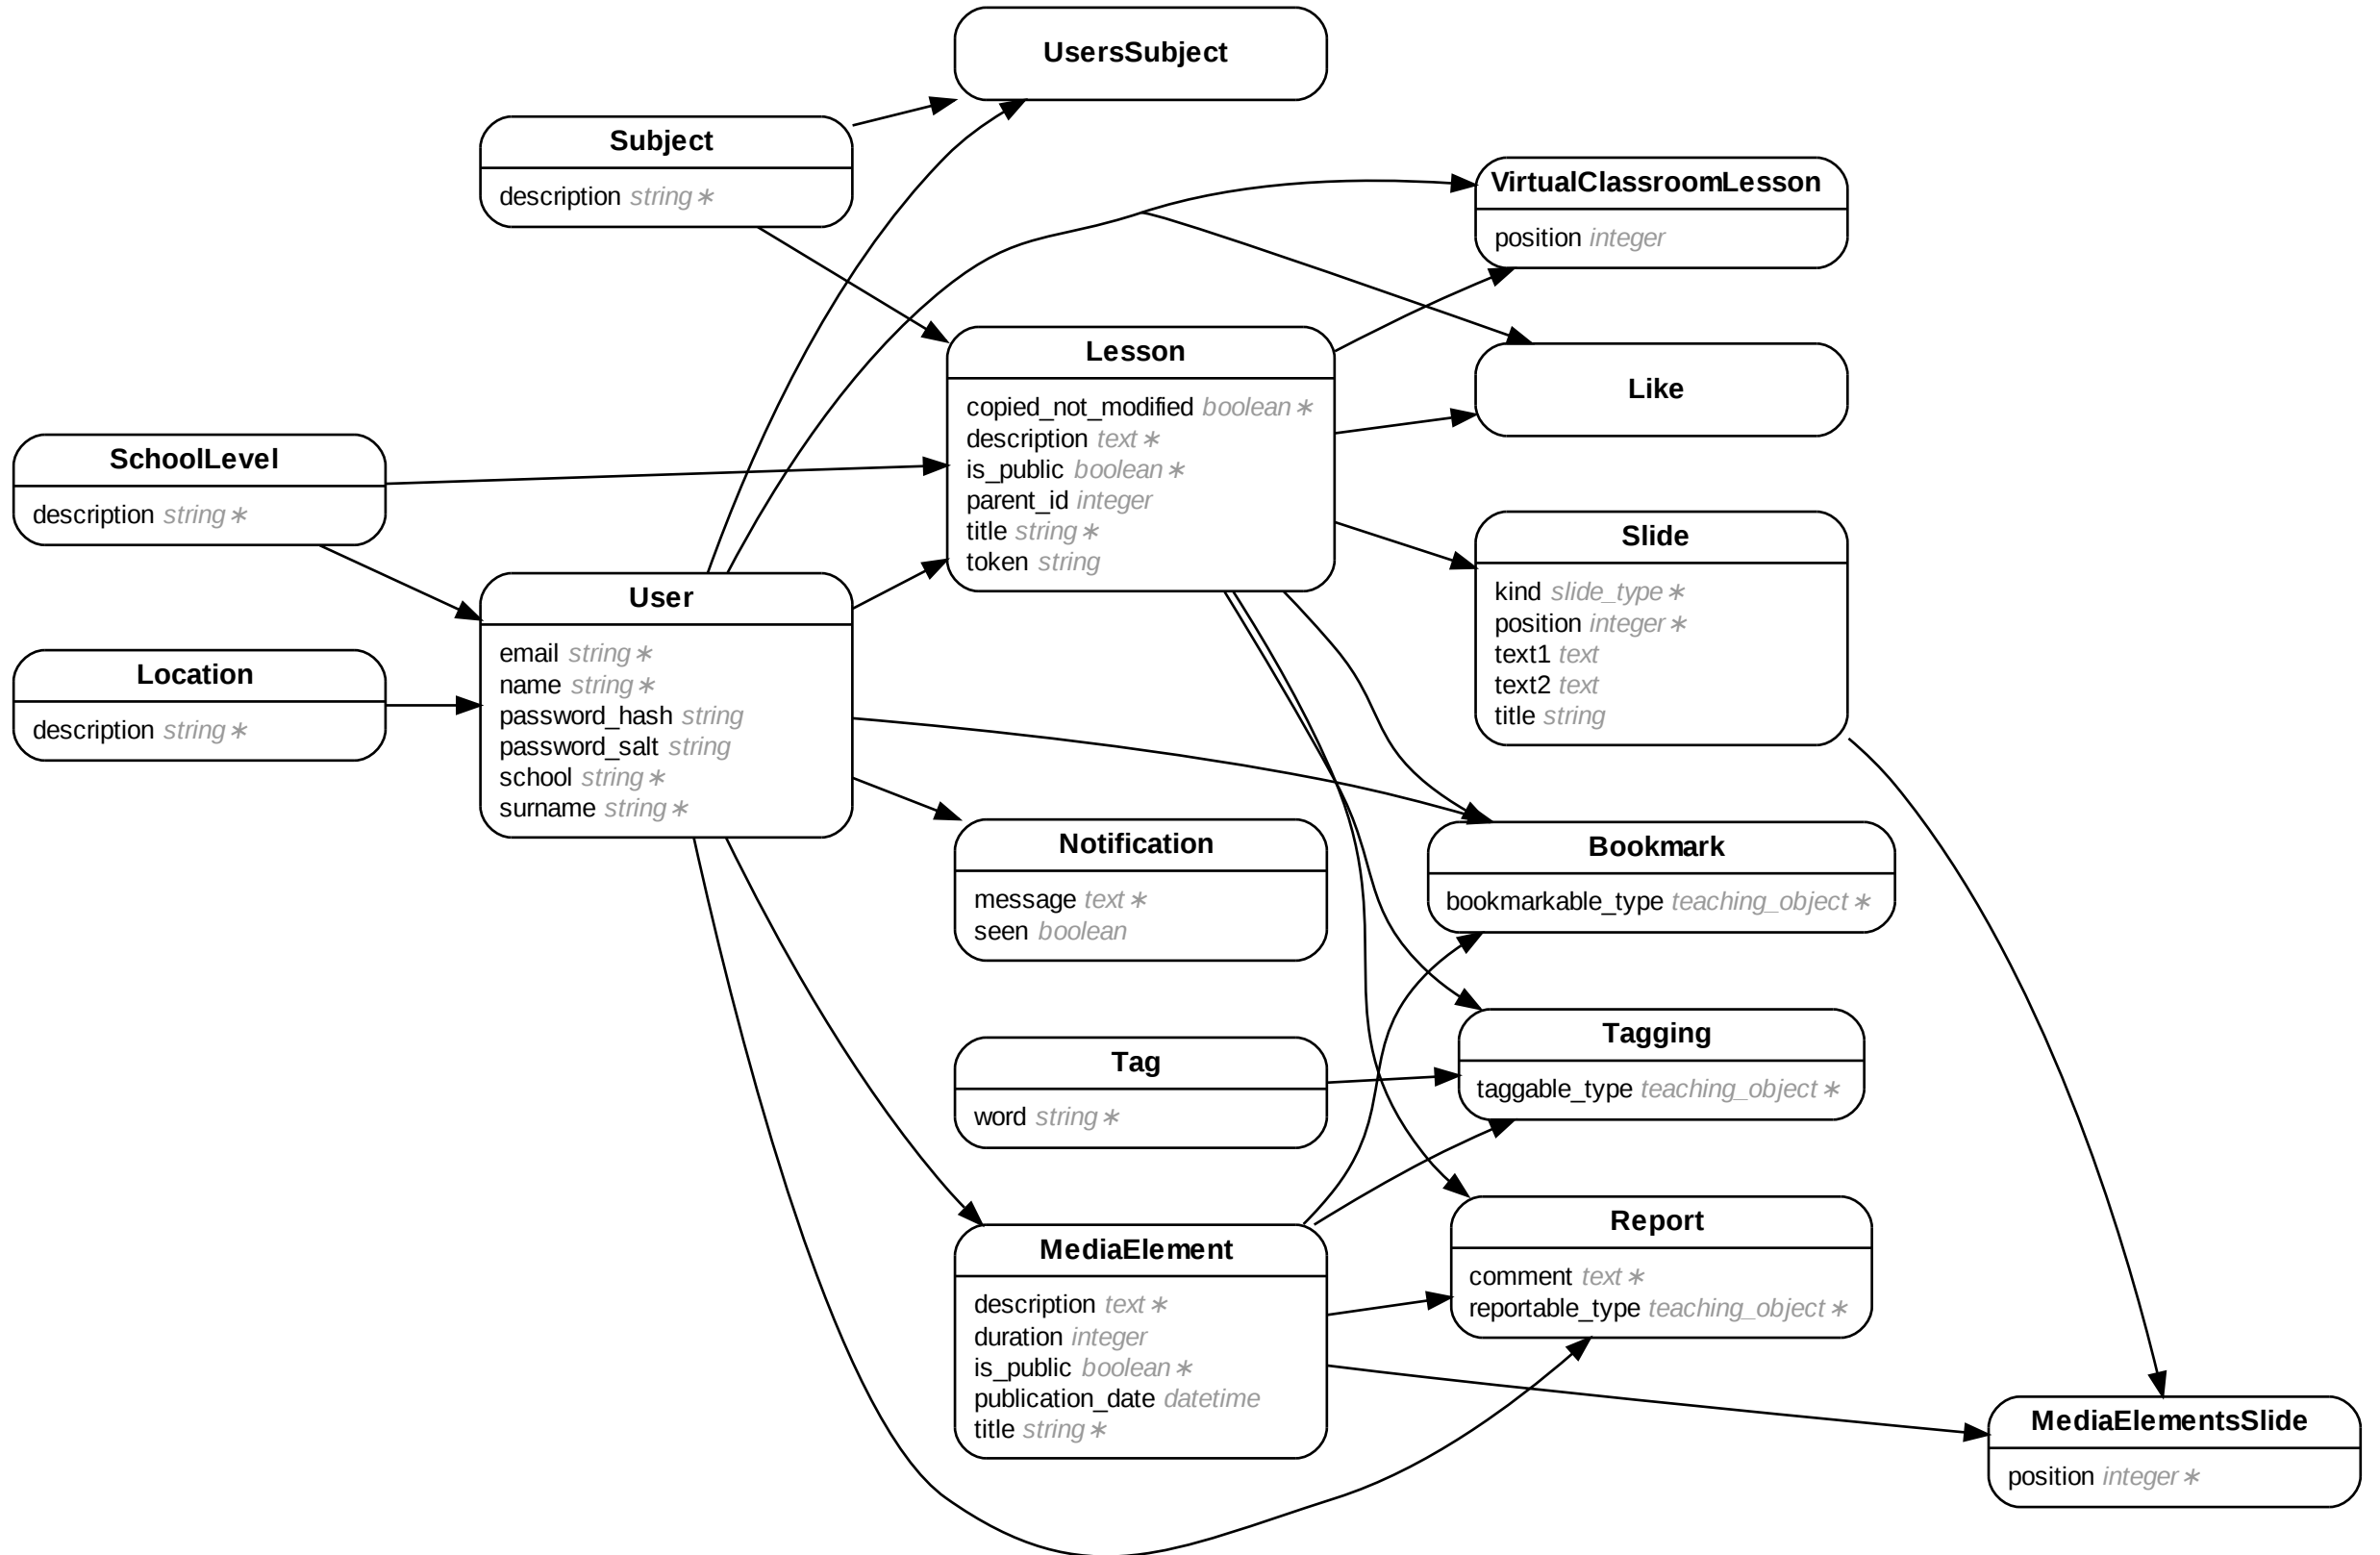 UsersSubject
Subject
description string∗
VirtualClassroomLesson
position integer
Lesson
copied_not_modified boolean∗
description text∗
is_public boolean∗
parent_id integer
title string∗
token string
Like
SchoolLevel
description string∗
Slide
kind slide_type∗
position integer∗
text1 text
text2 text
title string
User
email string∗
name string∗
password_hash string
password_salt string
school string∗
surname string∗
Location
description string∗
Notification
message text∗
seen boolean
Bookmark
bookmarkable_type teaching_object∗
Tagging
taggable_type teaching_object∗
Tag
word string∗
Report
comment text∗
reportable_type teaching_object∗
MediaElement
description text∗
duration integer
is_public boolean∗
publication_date datetime
title string∗
MediaElementsSlide
position integer∗